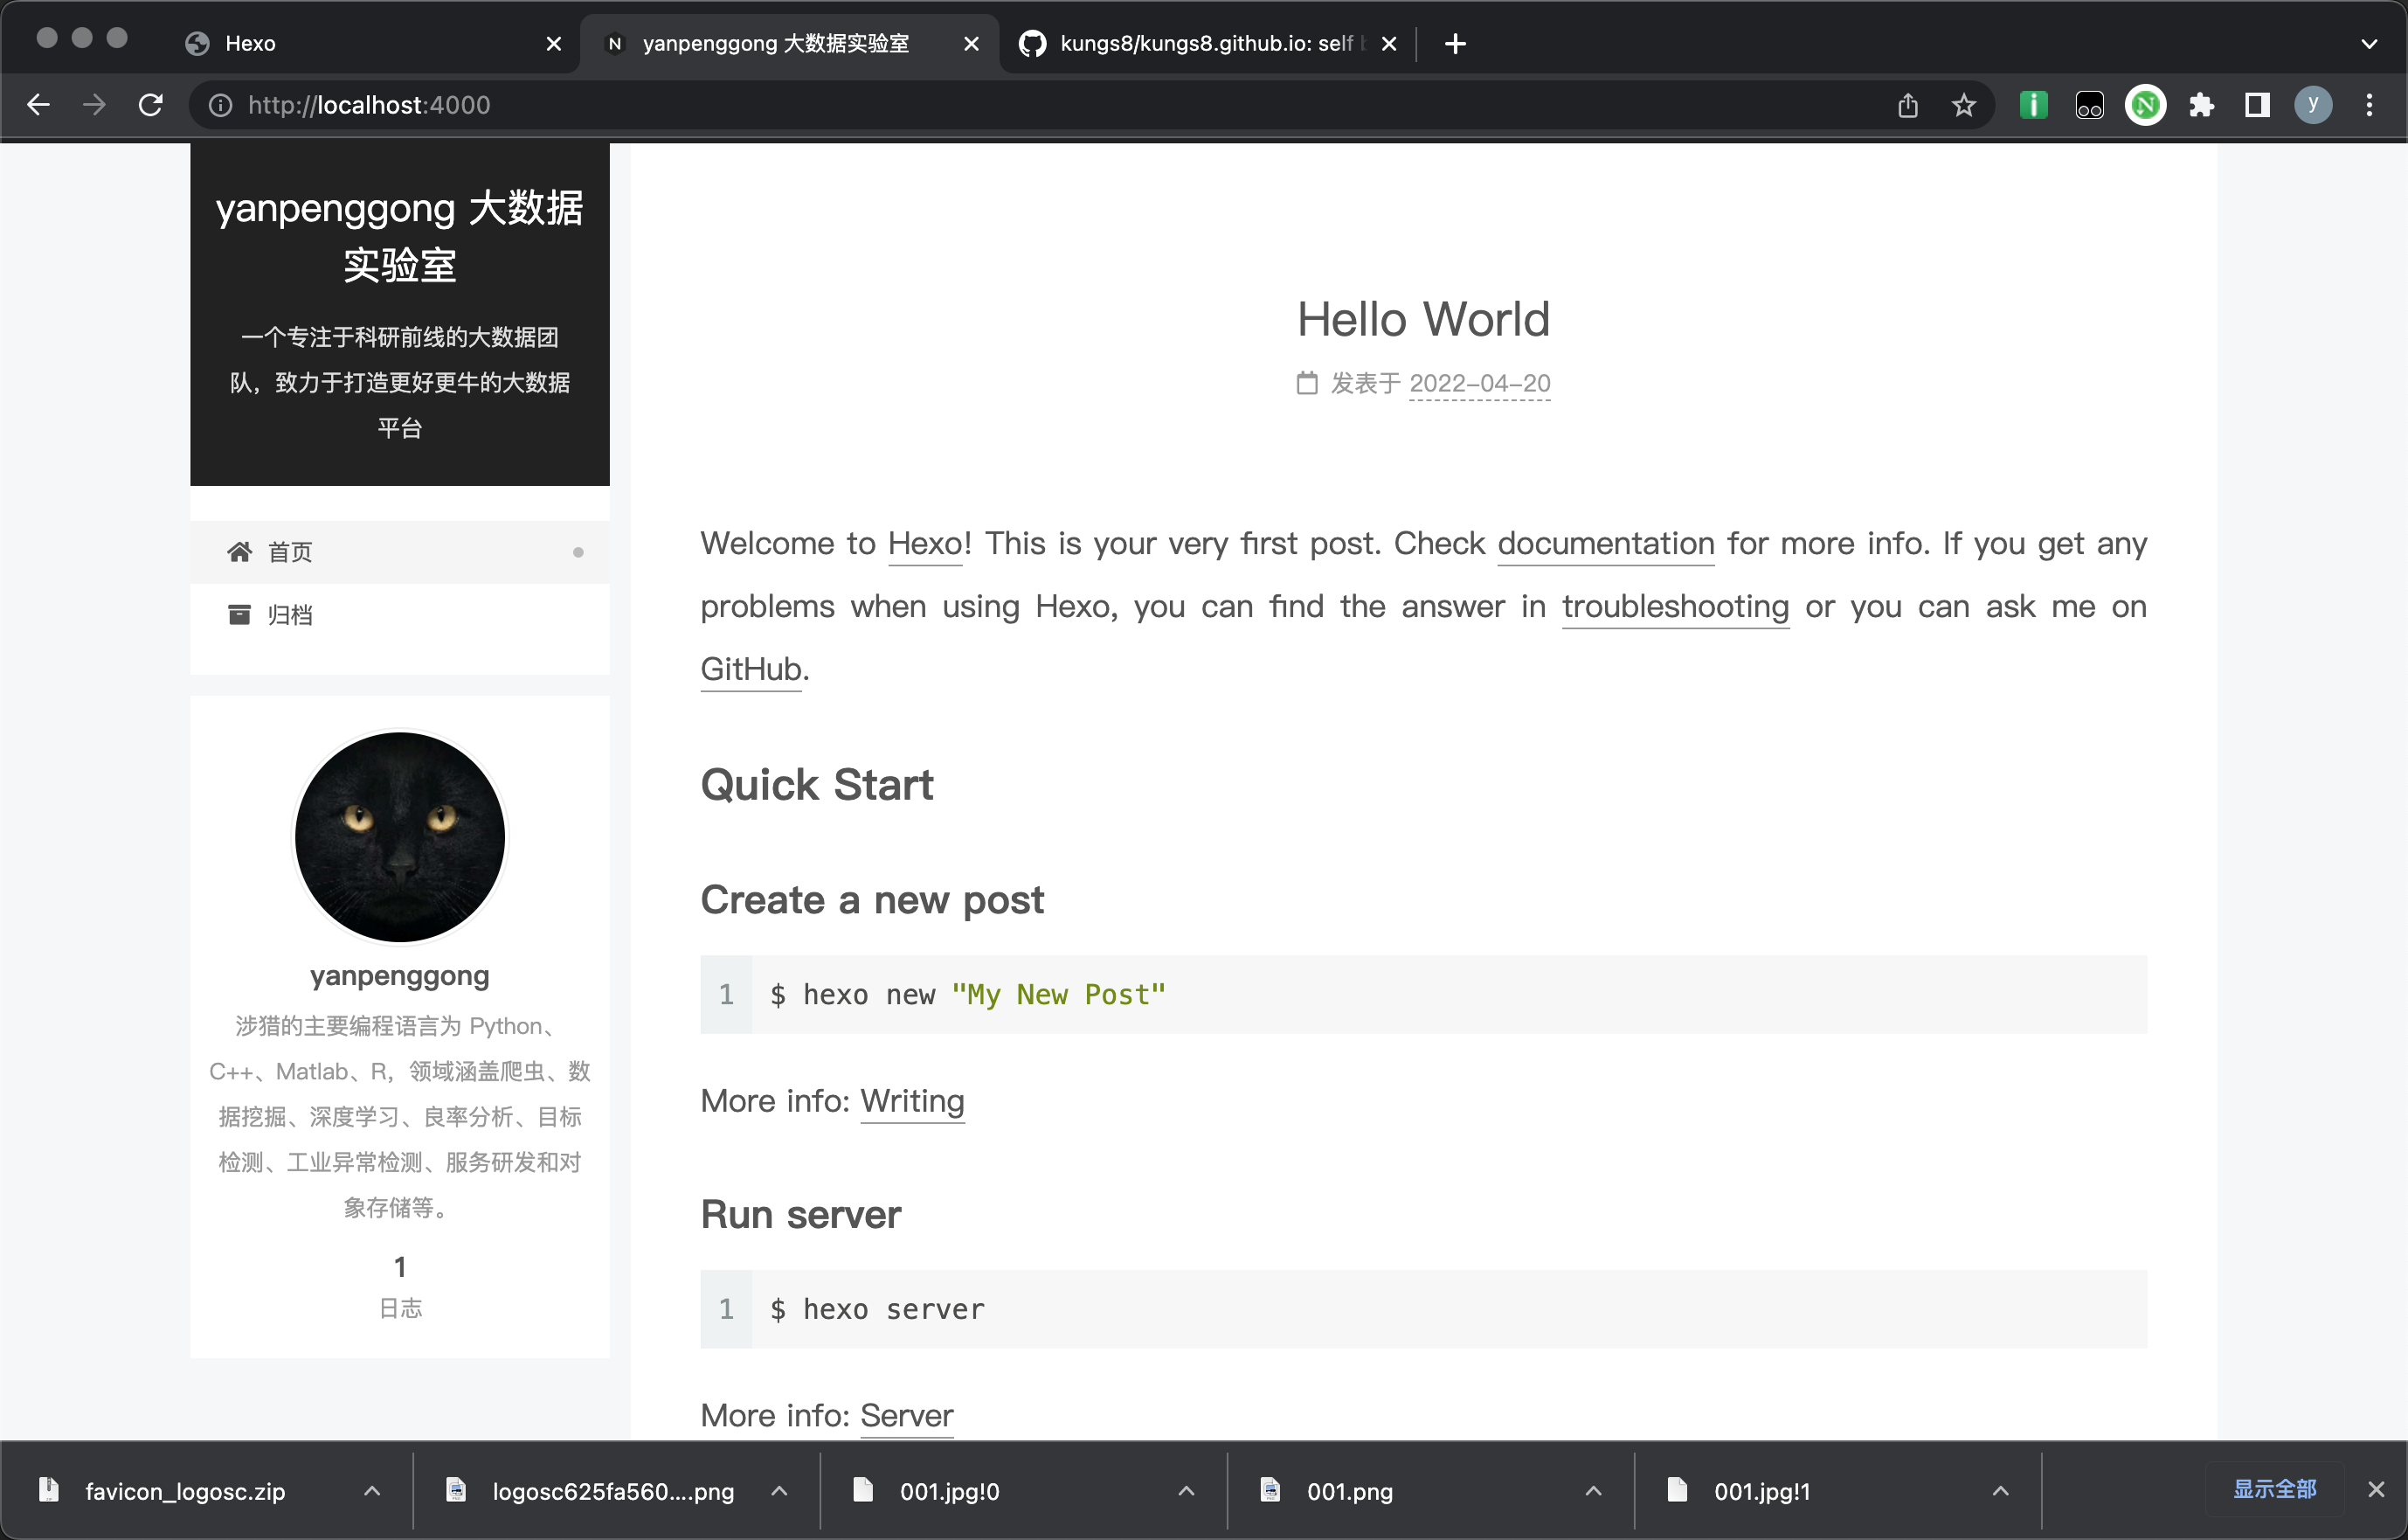 Hexo
yanpenggong 大数据实验室
kungs8/kungs8.github.io: self
http://localhost:4000
y
yanpenggong 大数据
实验室
一个专注于科研前线的大数据团
队，致力于打造更好更牛的大数据
平台
首页
归档
yanpenggong
涉猎的主要编程语言为 Python、
C++、Matlab、R，领域涵盖爬虫、数
据挖掘、深度学习、良率分析、目标
检测、工业异常检测、服务研发和对
象存储等。
1
日志
Hello World
发表于 2022-04-20
Welcome to Hexo! This is your very first post. Check documentation for more info. If you get any
problems when using Hexo, you can find the answer in troubleshooting or you can ask me on
GitHub.
Quick Start
Create a new post
1 $ hexo new "My New Post"
More info: Writing
Run server
1 $ hexo server
More info: Server
favicon_logosc.zip
logosc625fa560....png
001.jpg!0
001.png
001.jpg!1
显示全部